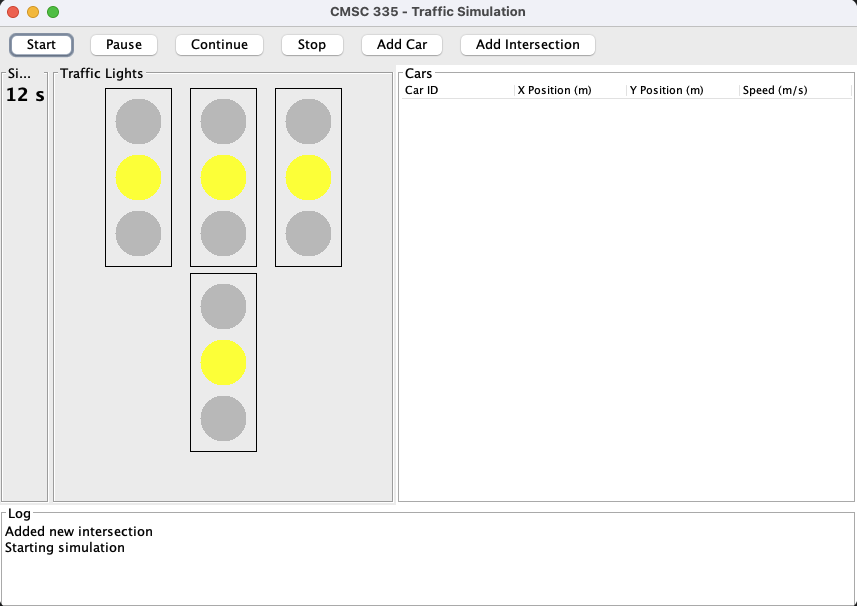 CMSC 335 - Traffic Simulation
Start Pause Continue Stop Add Car Add Intersection
Si... Traffic Lights Cars
12 s
Car ID X Position (m) Y Position (m) Speed (m/s)
Log
Added new intersection
Starting simulation